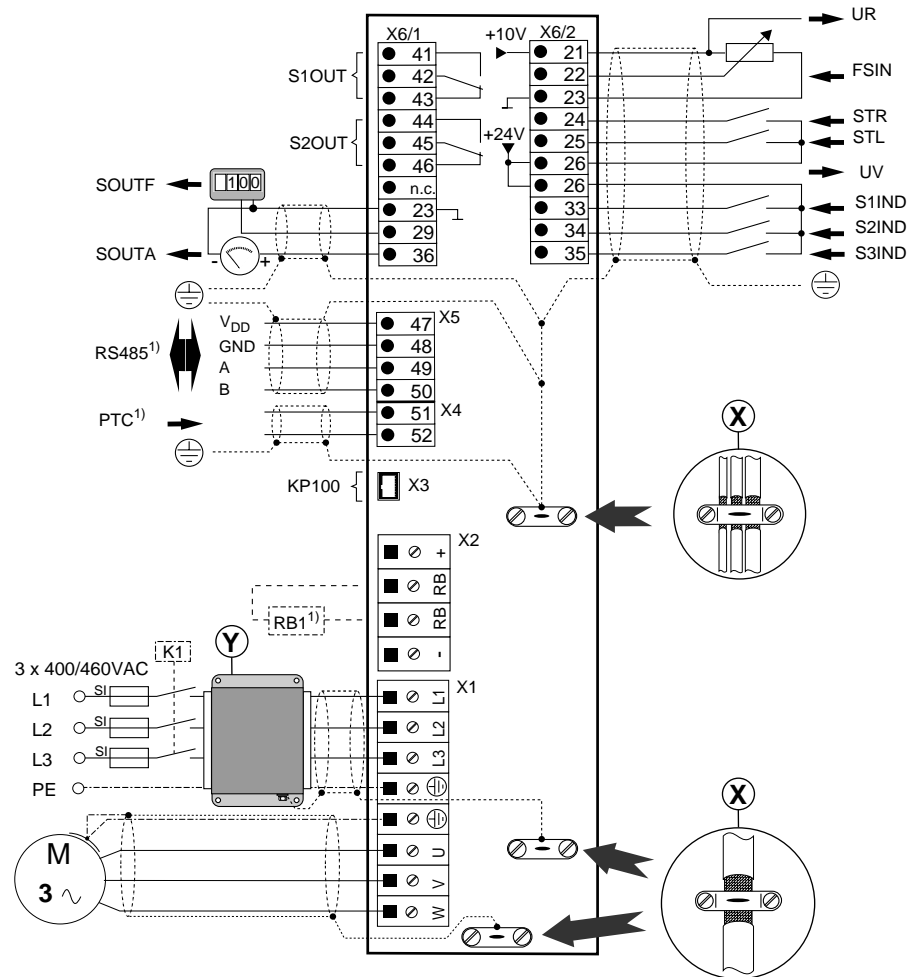 UR
X6/1
+10V
X6/2
41
21
S1OUT
42
22
FSIN
43
23
44
24
STR
S2OUT
45
+24V
25
STL
46
26
n.c.
26
UV
SOUTF
100
23
33
S1IND
29
34
S2IND
SOUTA
- +
36
35
S3IND
VDD
47
X5
RS4851)
GND
48
A
49
B
50
PTC1)
51
X4
52
X
KP100
X3
X2
+
RB
RB11)
RB
Y
K1
-
3 x 400/460VAC
X1
L1
SI
L1
L2
SI
L2
L3
SI
L3
PE
X
M
3 ~
U
V
W